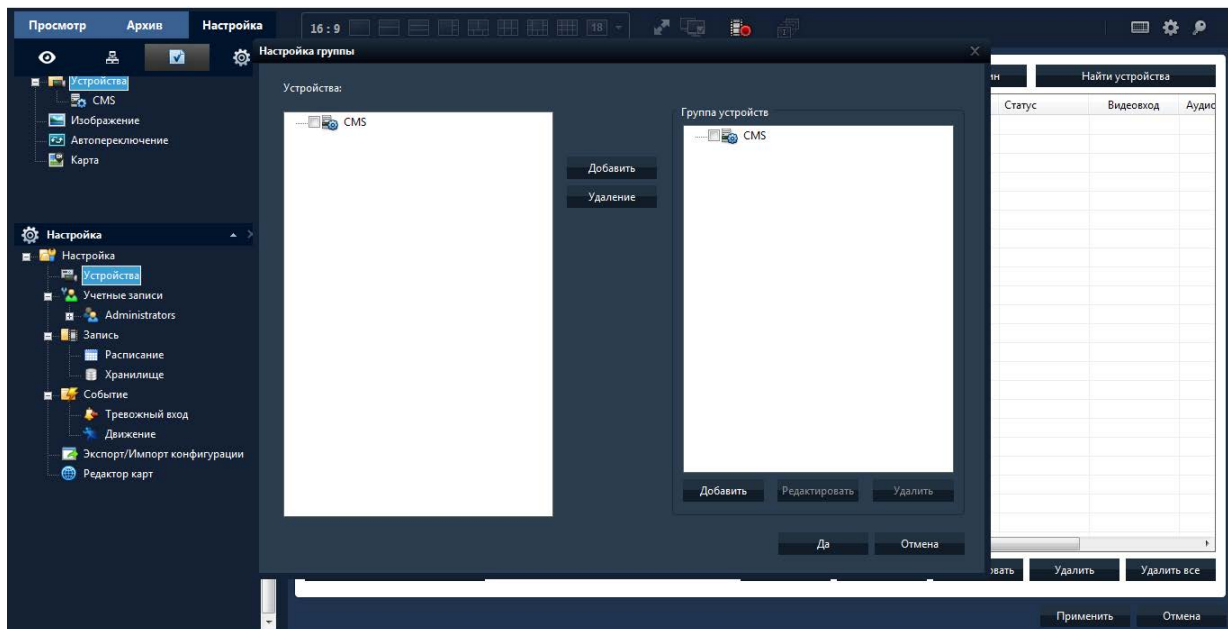 Просмотр Архив Настройка 16 : 9 18
Настройка группы X
Устройства
CMS
Изображение
Автопереключение
Карта
Настройка
Настройка
Устройства
Учетные записи
Administrators
Запись
Расписание
Хранилище
Событие
Тревожный вход
Движение
Экспорт/Импорт конфигурации
Редактор карт
Устройства:
CMS
Добавить
Удаление
Группа устройств
CMS
Добавить Редактировать Удалить
Да Отмена
Найти устройства
Статус Видеовход
Удалить Удалить все
Применить Отмена